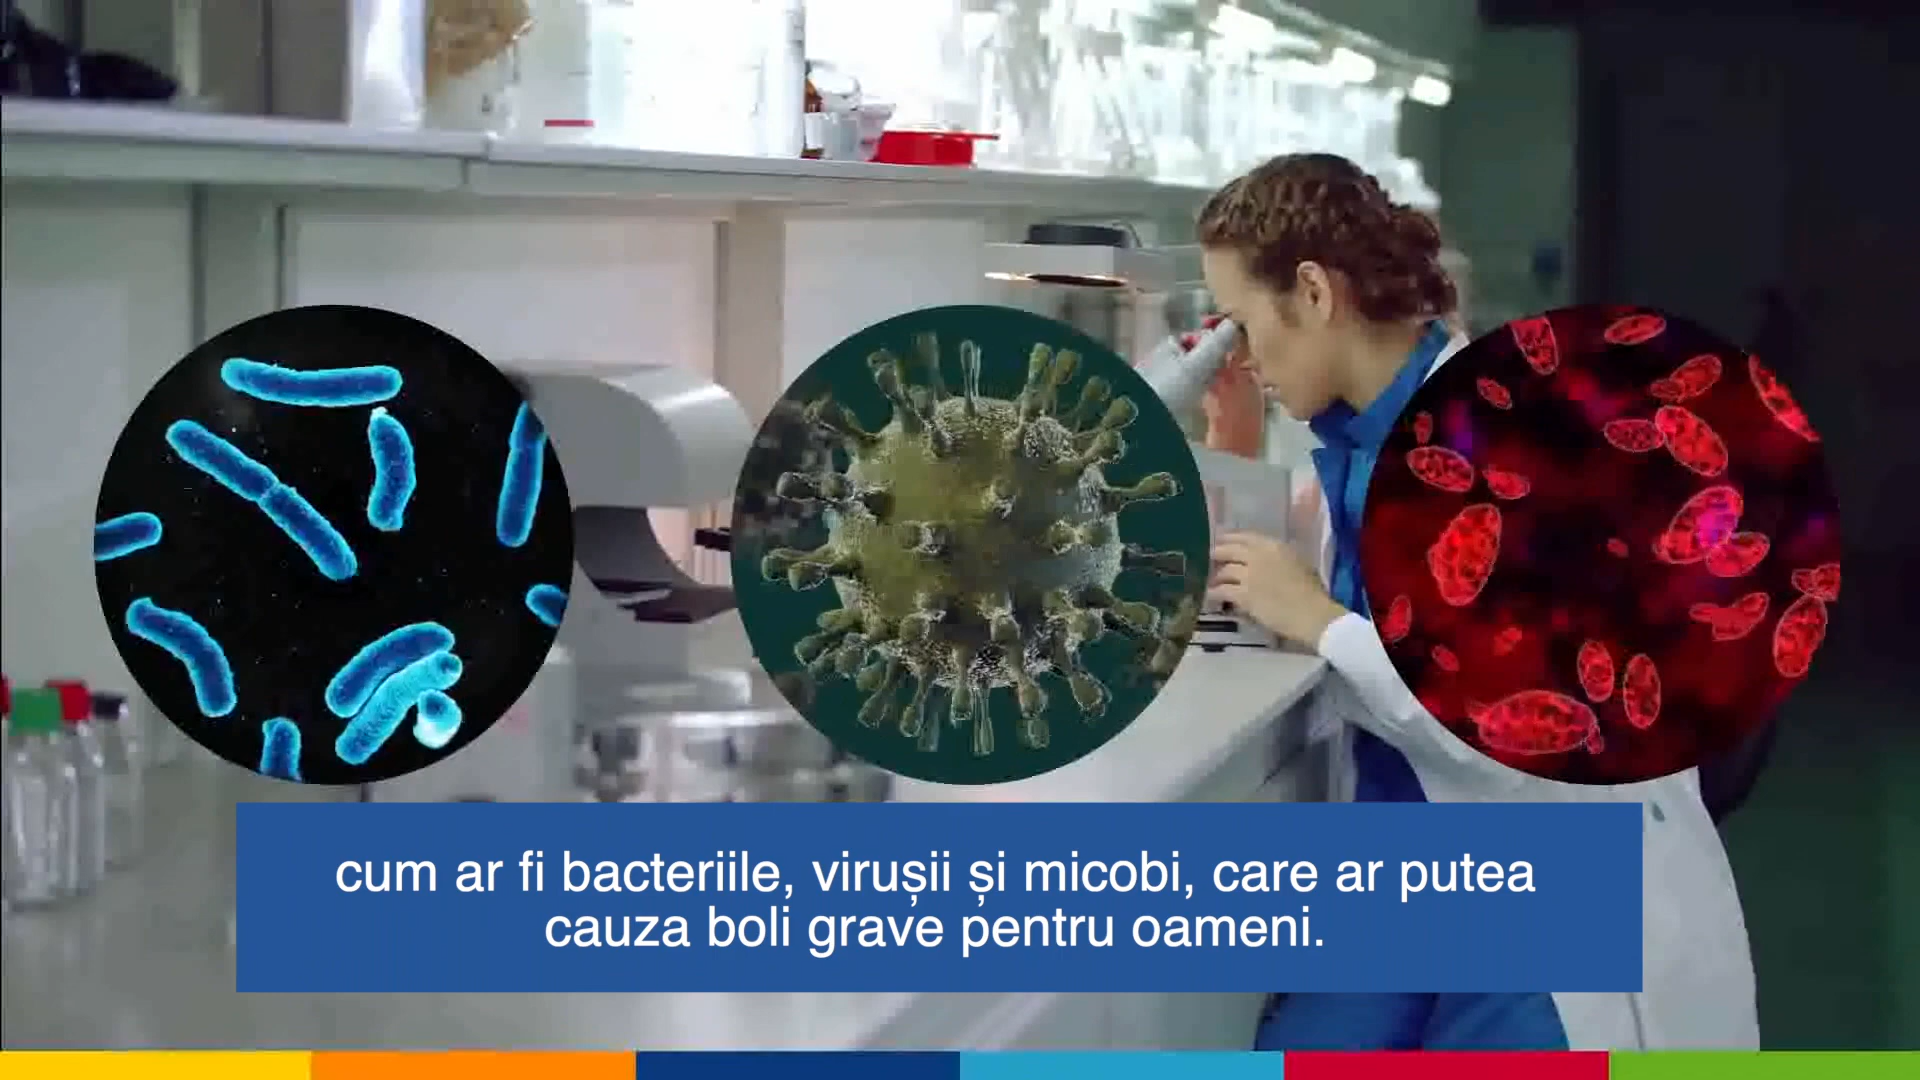 cum ar fi bacteriile, virușii și micobi, care ar putea
cauza boli grave pentru oameni.